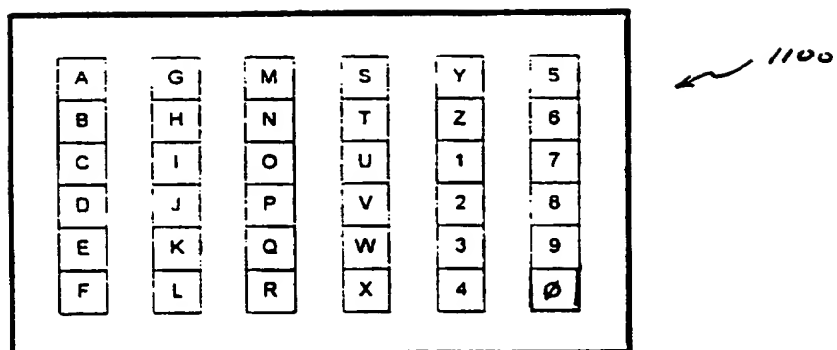 A G M S Y 5
B H N T Z 6
C I O U 1 7
D J P V 2 8
E K Q W 3 9
F L R X 4 Ø
1100